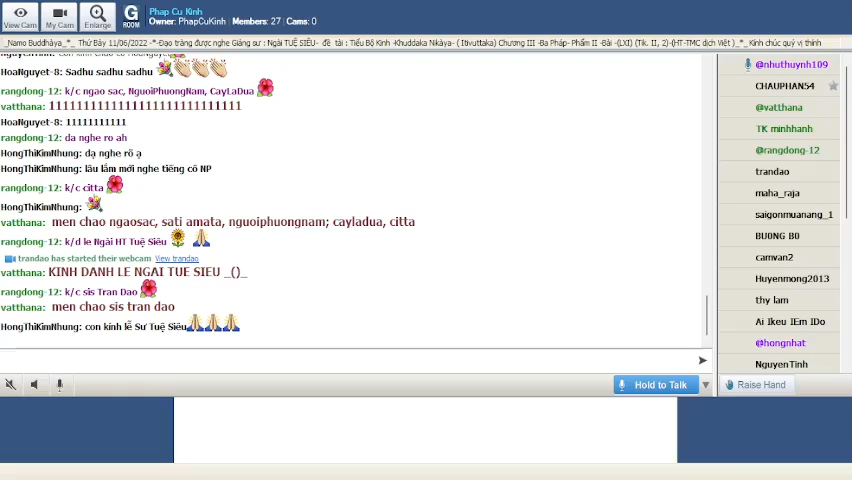 Phap Cu Kinh
Owner: PhapCuKinh | Members: 27 | Cams: 0
View Cam
My Cam
Enlarge
G ROOM
_Namo Buddhàya_*_ Thứ Bảy 11/06/2022 -*-Đạo tràng được nghe Giảng sư : Ngài TUỆ SIÊU- đề tài : Tiểu Bộ Kinh -Khuddaka Nikàya- ( Itivuttaka) Chương III -Ba Pháp- Phẩm II -Bài -(LXI) (Tik. II, 2)-(HT-TMC dịch Việt )_*_ Kính chúc quý vị thính
HoaNguyet-8: Sadhu sadhu sadhu
rangdong-12: k/c ngao sac, NguoiPhuongNam, CayLaDua
vatthana: 11111111111111111111111111111111
HoaNguyet-8: 11111111111
rangdong-12: da nghe ro ah
HongThiKimNhung: dạ nghe rõ ạ
HongThiKimNhung: lâu lắm mới nghe tiếng cô NP
rangdong-12: k/c citta
HongThiKimNhung:
vatthana: men chao ngaosac, sati amata, nguoiphuongnam; cayladua, citta
rangdong-12: k/d le Ngài HT Tuệ Siêu
trandao has started their webcam View trandao
vatthana: KINH DANH LE NGAI TUE SIEU _()_
rangdong-12: k/c sis Tran Dao
vatthana: men chao sis tran dao
HongThiKimNhung: con kính lễ Sư Tuệ Siêu
Hold to Talk
@nhuthuynh109
CHAUPHAN54
@vatthana
TK minhhanh
@rangdong-12
trandao
maha_raja
saigonmuanang_1
BUONG B0
camvan2
Huyenmong2013
thy lam
Ai Ikeu IEm IDo
@hongnhat
NguyenTinh
Raise Hand